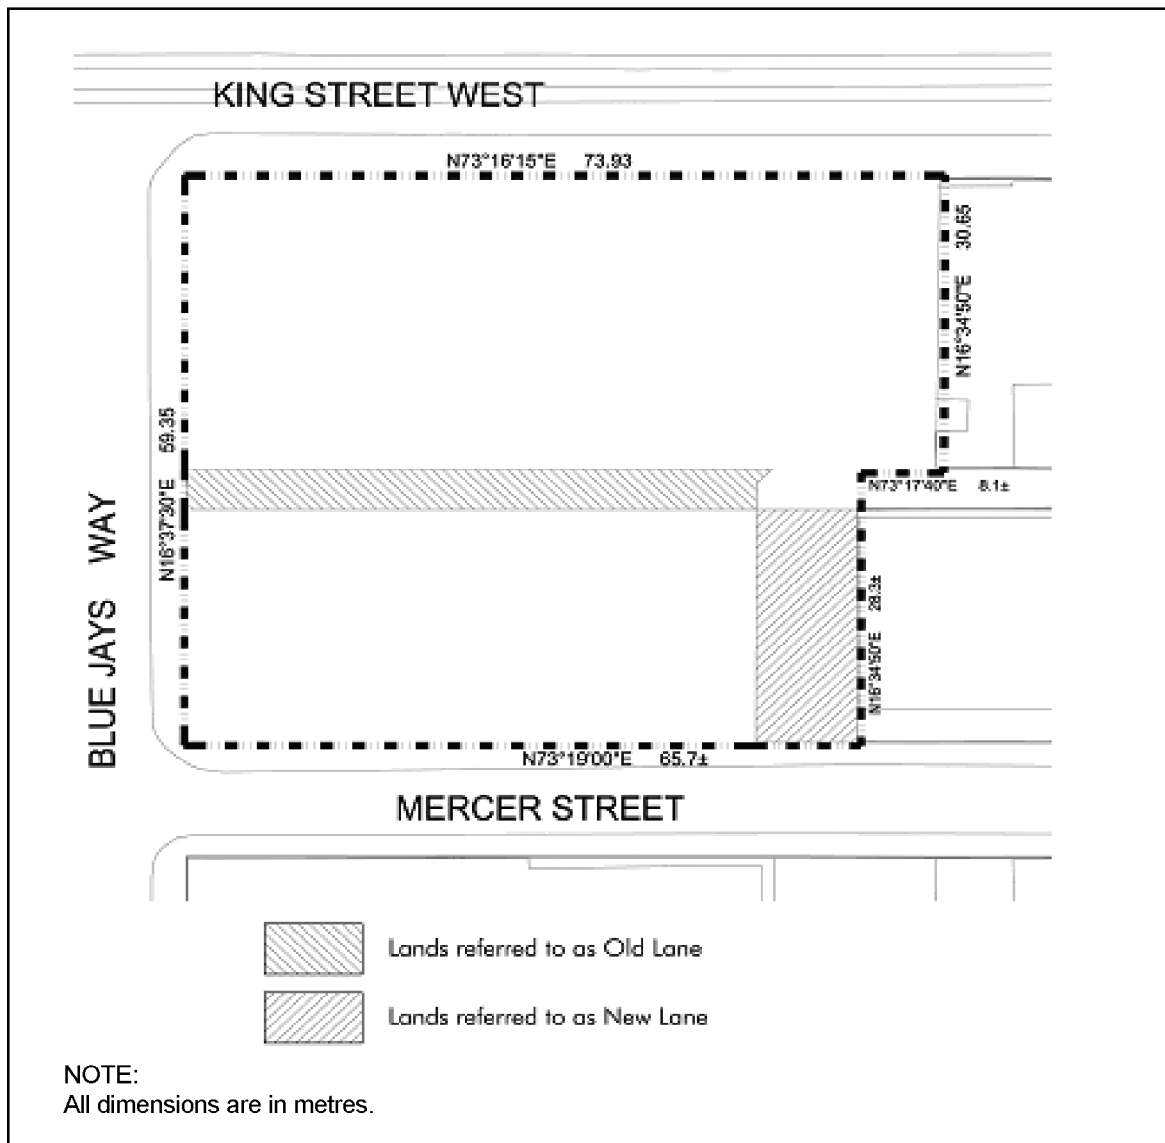 KING STREET WEST
N73°16'15"E 73.93
N16°34'50"E 30.65
N16°37'30"E 59.35
BLUE JAYS WAY
N73°17'40"E 8.1±
N16°34'50"E 28.3±
N73°19'00"E 65.7±
MERCER STREET
Lands referred to as Old Lane
Lands referred to as New Lane
NOTE:
All dimensions are in metres.